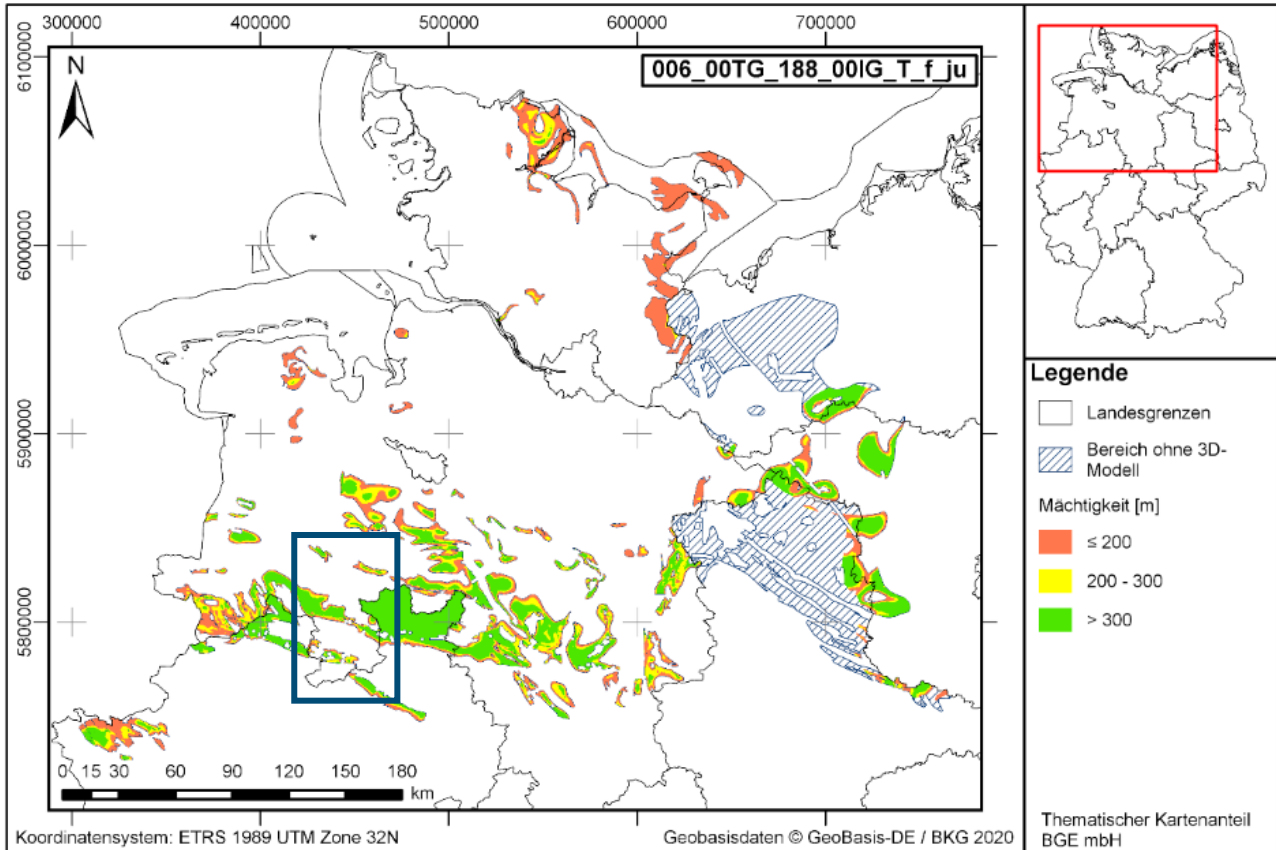 300000 400000 500000 600000 700000
6100000
6000000
5900000
5800000
N
006_00TG_188_00IG_T_f_ju
0 15 30 60 90 120 150 180
km
Koordinatensystem: ETRS 1989 UTM Zone 32N
Geobasisdaten © GeoBasis-DE / BKG 2020
Legende
Landesgrenzen
Bereich ohne 3D-
Modell
Mächtigkeit [m]
≤ 200
200 - 300
> 300
Thematischer Kartenanteil
BGE mbH